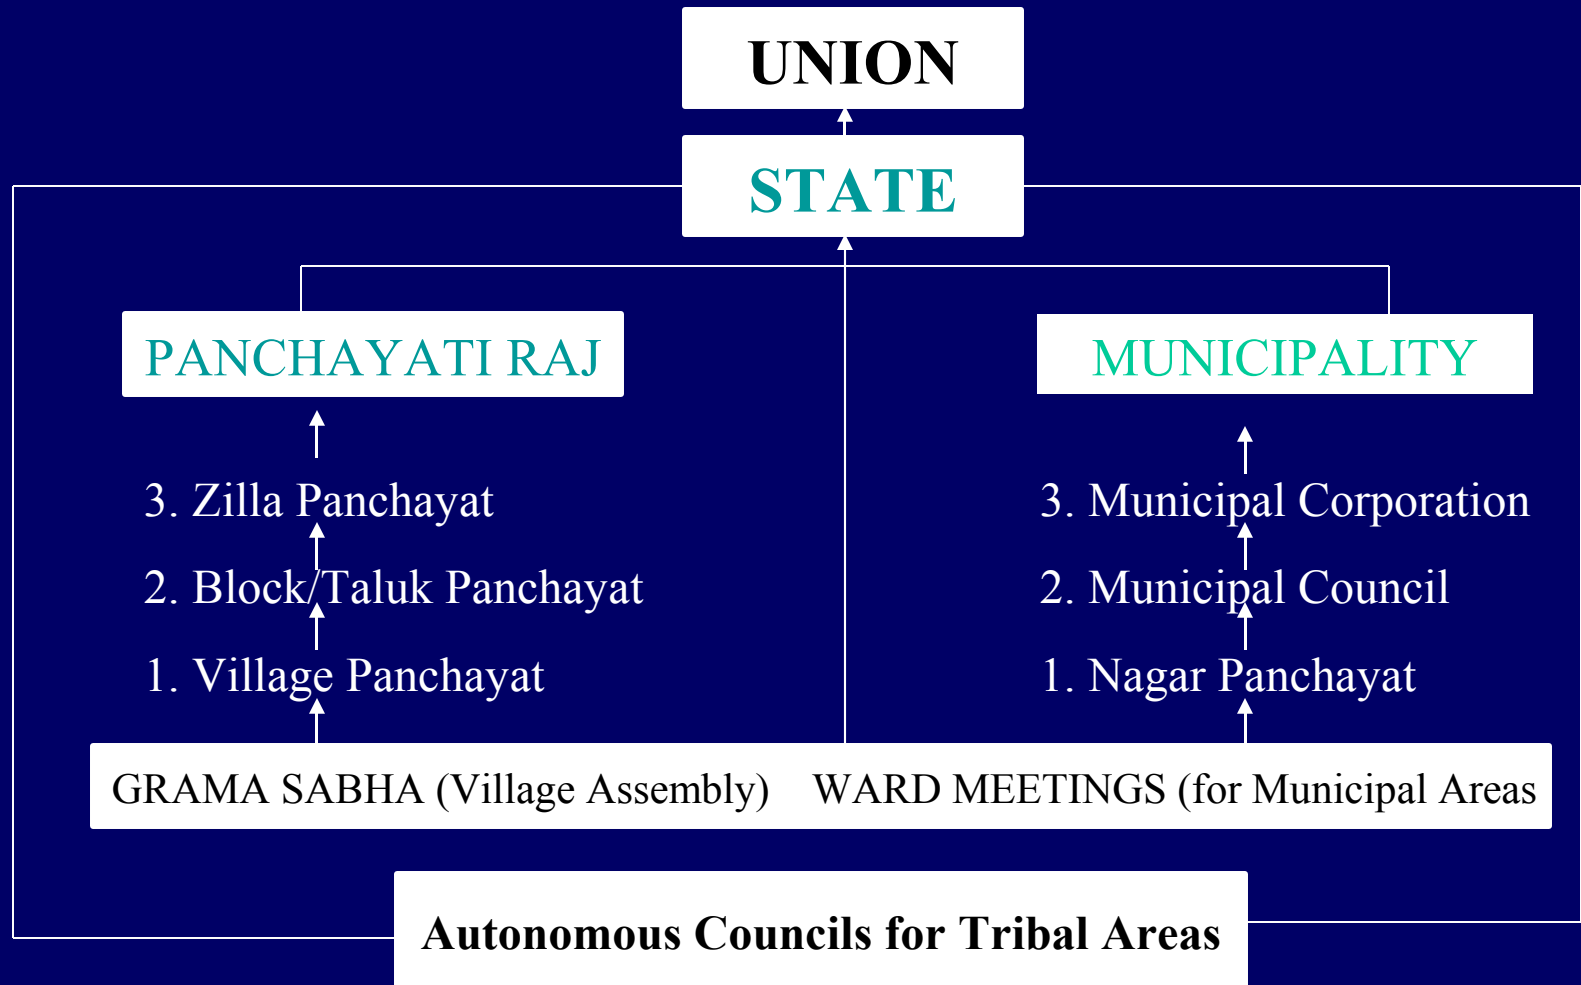 UNION
STATE
PANCHAYATI RAJ
MUNICIPALITY
3. Zilla Panchayat
2. Block/Taluk Panchayat
1. Village Panchayat
3. Municipal Corporation
2. Municipal Council
1. Nagar Panchayat
GRAMA SABHA (Village Assembly) WARD MEETINGS (for Municipal Areas
Autonomous Councils for Tribal Areas